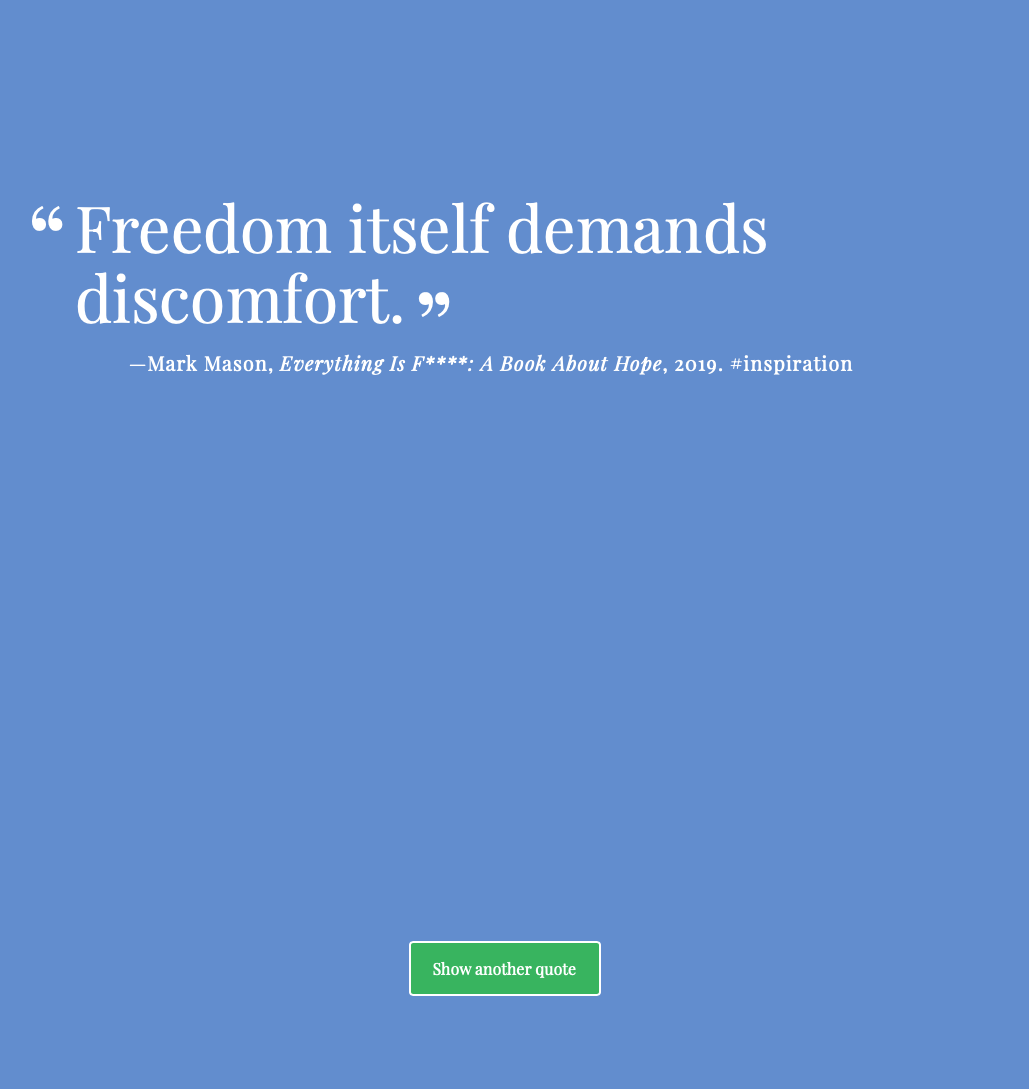 “ Freedom itself demands
discomfort. ”
—Mark Mason, Everything Is F****: A Book About Hope, 2019. #inspiration
Show another quote